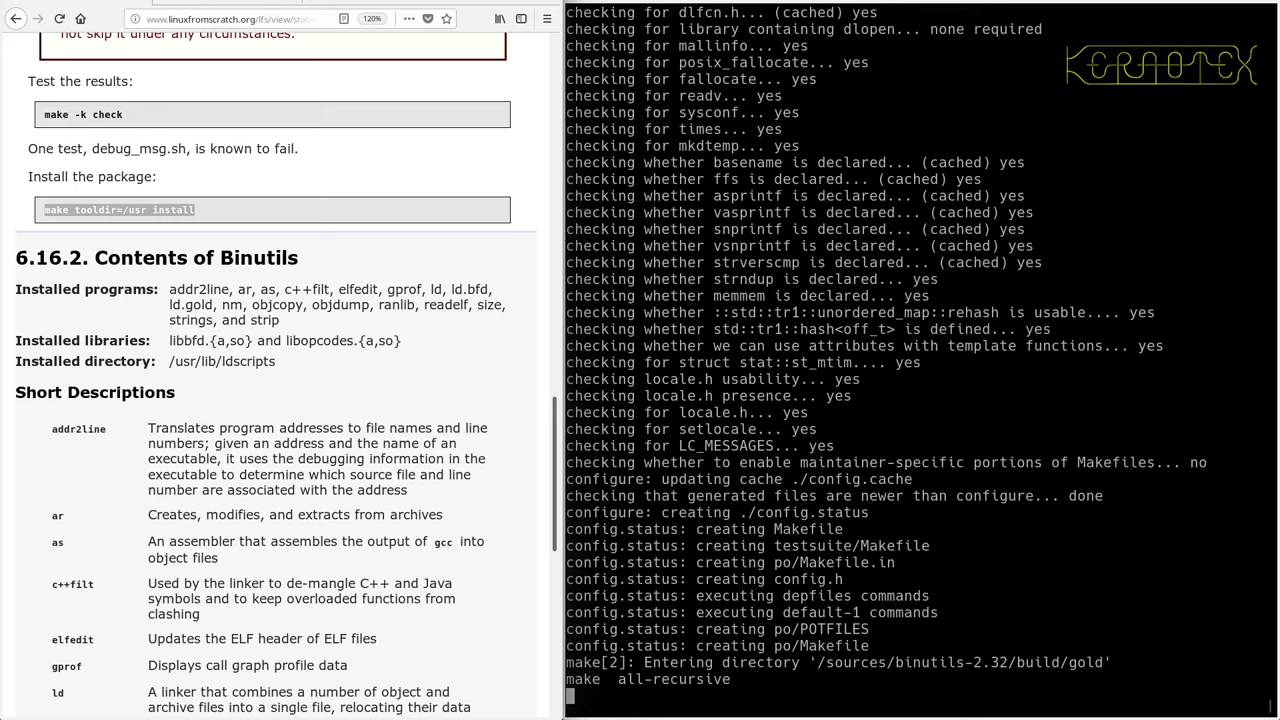 www.linuxfromscratch.org/lfs/view/stab
120%
not skip it under any circumstances.
Test the results:
make -k check
One test, debug_msg.sh, is known to fail.
Install the package:
make tooldir=/usr install
6.16.2. Contents of Binutils
Installed programs: addr2line, ar, as, c++filt, elfedit, gprof, ld, ld.bfd,
ld.gold, nm, objcopy, objdump, ranlib, readelf, size,
strings, and strip
Installed libraries: libbfd.{a,so} and libopcodes.{a,so}
Installed directory: /usr/lib/ldscripts
Short Descriptions
addr2line Translates program addresses to file names and line
numbers; given an address and the name of an
executable, it uses the debugging information in the
executable to determine which source file and line
number are associated with the address
ar Creates, modifies, and extracts from archives
as An assembler that assembles the output of gcc into
object files
c++filt Used by the linker to de-mangle C++ and Java
symbols and to keep overloaded functions from
clashing
elfedit Updates the ELF header of ELF files
gprof Displays call graph profile data
ld A linker that combines a number of object and
archive files into a single file, relocating their data
checking for dlfcn.h... (cached) yes
checking for library containing dlopen... none required
checking for mallinfo... yes
checking for posix_fallocate... yes
checking for fallocate... yes
checking for readv... yes
checking for sysconf... yes
checking for times... yes
checking for mkdtemp... yes
checking whether basename is declared... (cached) yes
checking whether ffs is declared... (cached) yes
checking whether asprintf is declared... (cached) yes
checking whether vasprintf is declared... (cached) yes
checking whether snprintf is declared... (cached) yes
checking whether vsnprintf is declared... (cached) yes
checking whether strverscmp is declared... (cached) yes
checking whether strndup is declared... yes
checking whether memmem is declared... yes
checking whether ::std::tr1::unordered_map::rehash is usable.... yes
checking whether std::tr1::hash<off_t> is defined... yes
checking whether we can use attributes with template functions... yes
checking for struct stat::st_mtim.... yes
checking locale.h usability... yes
checking locale.h presence... yes
checking for locale.h... yes
checking for setlocale... yes
checking for LC_MESSAGES... yes
checking whether to enable maintainer-specific portions of Makefiles... no
configure: updating cache ./config.cache
checking that generated files are newer than configure... done
configure: creating ./config.status
config.status: creating Makefile
config.status: creating testsuite/Makefile
config.status: creating po/Makefile.in
config.status: creating config.h
config.status: executing depfiles commands
config.status: executing default-1 commands
config.status: creating po/POTFILES
config.status: creating po/Makefile
make[2]: Entering directory '/sources/binutils-2.32/build/gold'
make  all-recursive